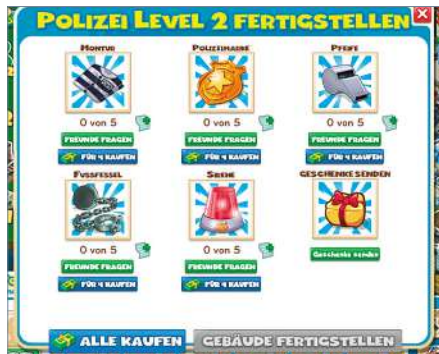 POLIZEI LEVEL 2 FERTIGSTELLEN
MONTUR POLIZEIMARKE PFEIFE
0 von 5 0 von 5 0 von 5
FREUNDE FRAGEN FREUNDE FRAGEN FREUNDE FRAGEN
FÜR 4 KAUFEN FÜR 4 KAUFEN FÜR 4 KAUFEN
FUSSFESSEL SIRENE GESCHENKE SENDEN
0 von 5 0 von 5
FREUNDE FRAGEN FREUNDE FRAGEN Geschenke senden
FÜR 4 KAUFEN FÜR 4 KAUFEN
ALLE KAUFEN GEBÄUDE FERTIGSTELLEN